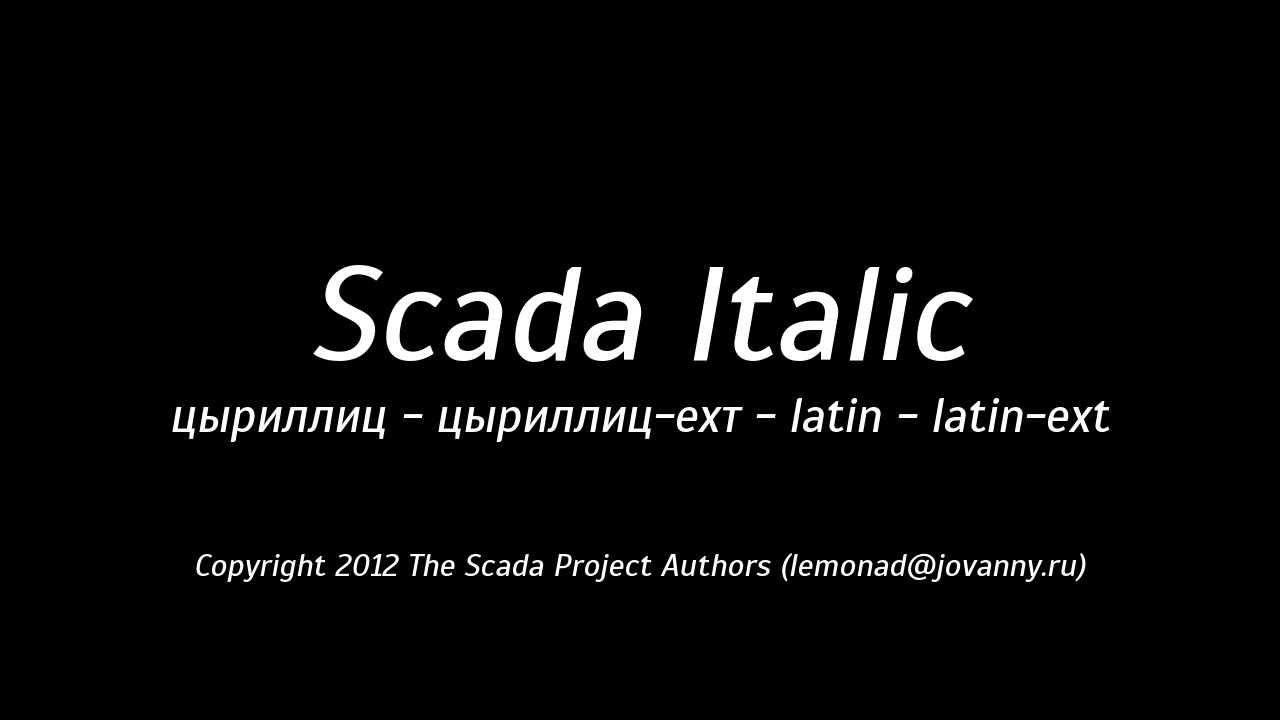 Scada Italic
цыриллиц - цыриллиц-ехт - latin - latin-ext
Copyright 2012 The Scada Project Authors (lemonad@jovanny.ru)